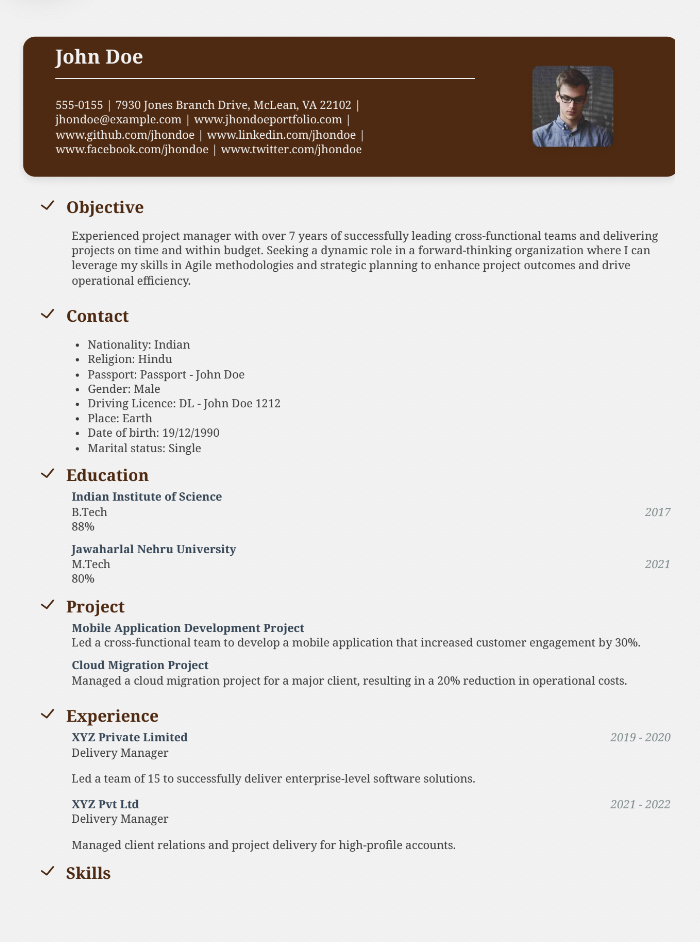 John Doe
555-0155 | 7930 Jones Branch Drive, McLean, VA 22102 |
jhondoe@example.com | www.jhondoeportfolio.com |
www.github.com/jhondoe | www.linkedin.com/jhondoe |
www.facebook.com/jhondoe | www.twitter.com/jhondoe
Objective
Experienced project manager with over 7 years of successfully leading cross-functional teams and delivering
projects on time and within budget. Seeking a dynamic role in a forward-thinking organization where I can
leverage my skills in Agile methodologies and strategic planning to enhance project outcomes and drive
operational efficiency.
Contact
• Nationality: Indian
• Religion: Hindu
• Passport: Passport - John Doe
• Gender: Male
• Driving Licence: DL - John Doe 1212
• Place: Earth
• Date of birth: 19/12/1990
• Marital status: Single
Education
Indian Institute of Science
B.Tech 2017
88%
Jawaharlal Nehru University
M.Tech 2021
80%
Project
Mobile Application Development Project
Led a cross-functional team to develop a mobile application that increased customer engagement by 30%.
Cloud Migration Project
Managed a cloud migration project for a major client, resulting in a 20% reduction in operational costs.
Experience
XYZ Private Limited 2019 - 2020
Delivery Manager
Led a team of 15 to successfully deliver enterprise-level software solutions.
XYZ Pvt Ltd 2021 - 2022
Delivery Manager
Managed client relations and project delivery for high-profile accounts.
Skills